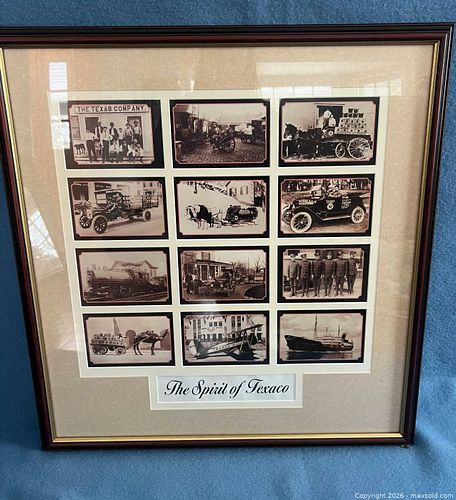 THE TEXAS COMPANY.
The Spirit of Texaco
Copyright 2026 - maxsold.com